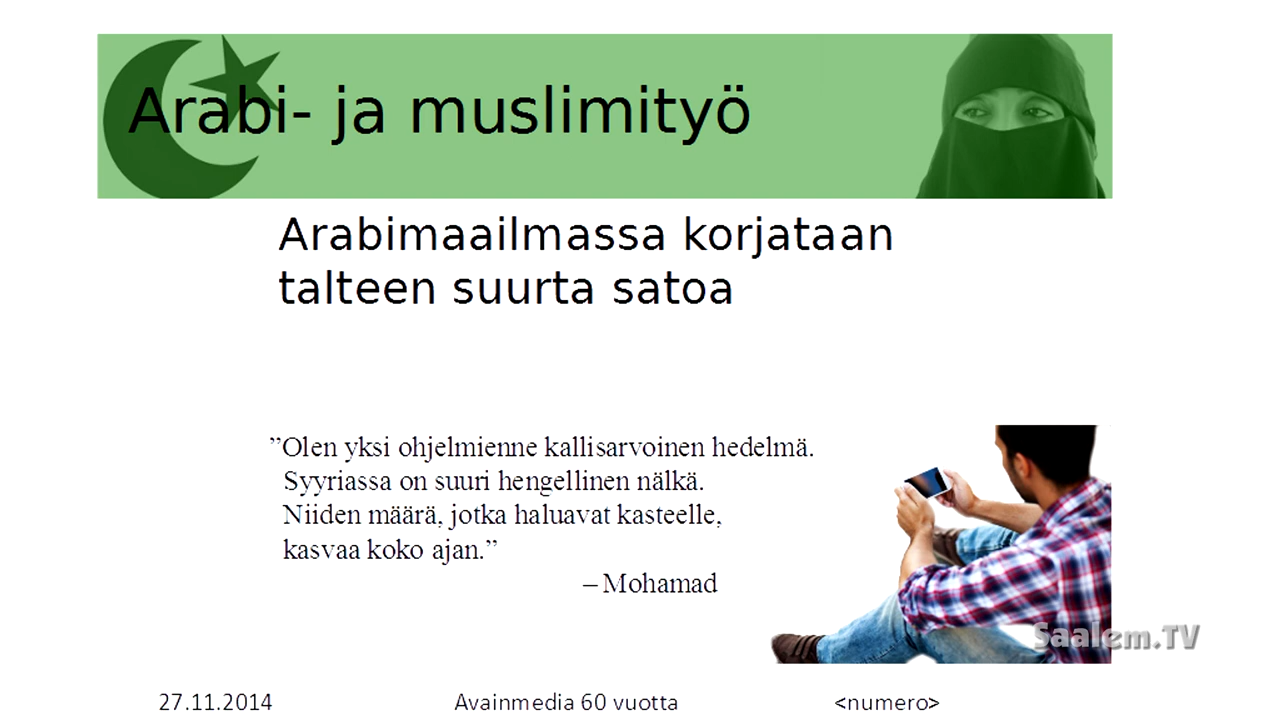 Arabi- ja muslimityö
Arabimaailmassa korjataan
talteen suurta satoa
”Olen yksi ohjelmienne kallisarvoinen hedelmä.
Syyriassa on suuri hengellinen nälkä.
Niiden määrä, jotka haluavat kasteelle,
kasvaa koko ajan.”
– Mohamad
Saalem.TV
27.11.2014 Avainmedia 60 vuotta <numero>